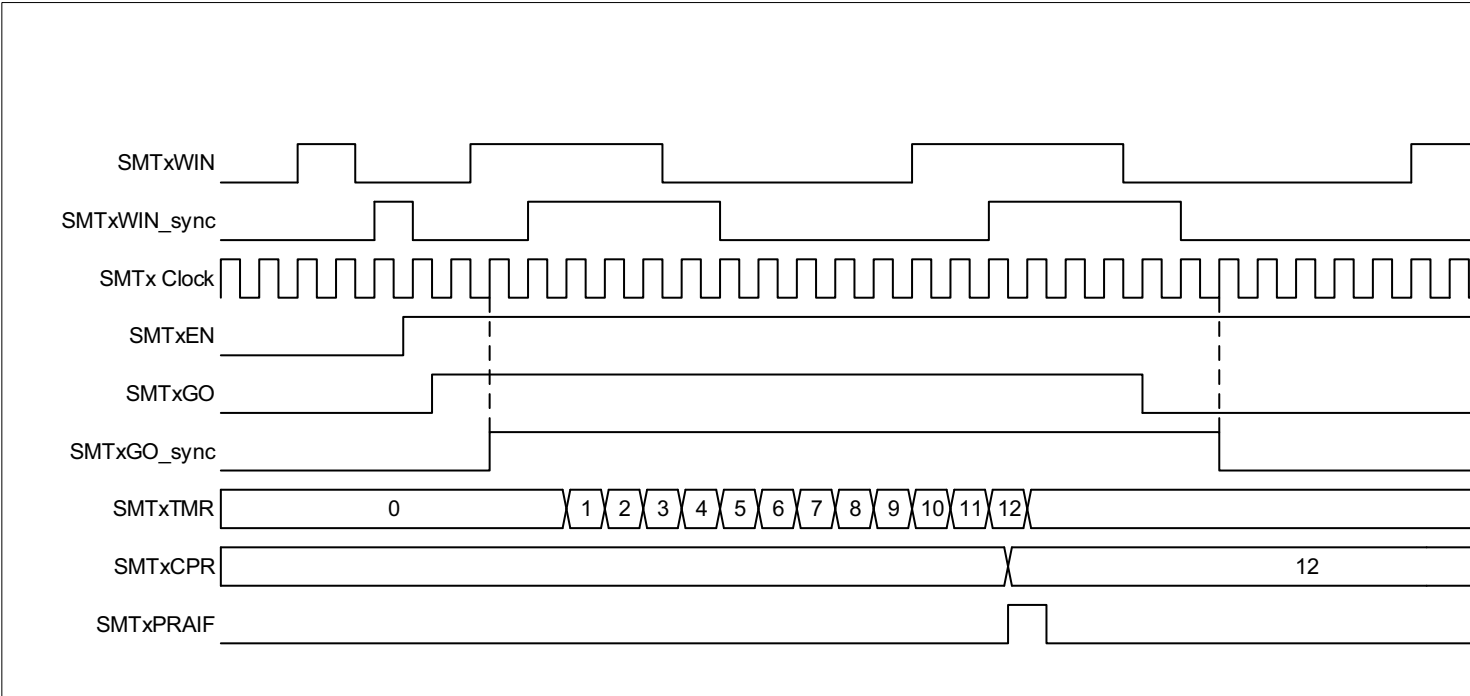 SMTxWIN
SMTxWIN_sync
SMTx Clock
SMTxEN
SMTxGO
SMTxGO_sync
SMTxTMR 0 1 2 3 4 5 6 7 8 9 10 11 12
SMTxCPR 12
SMTxPRAIF